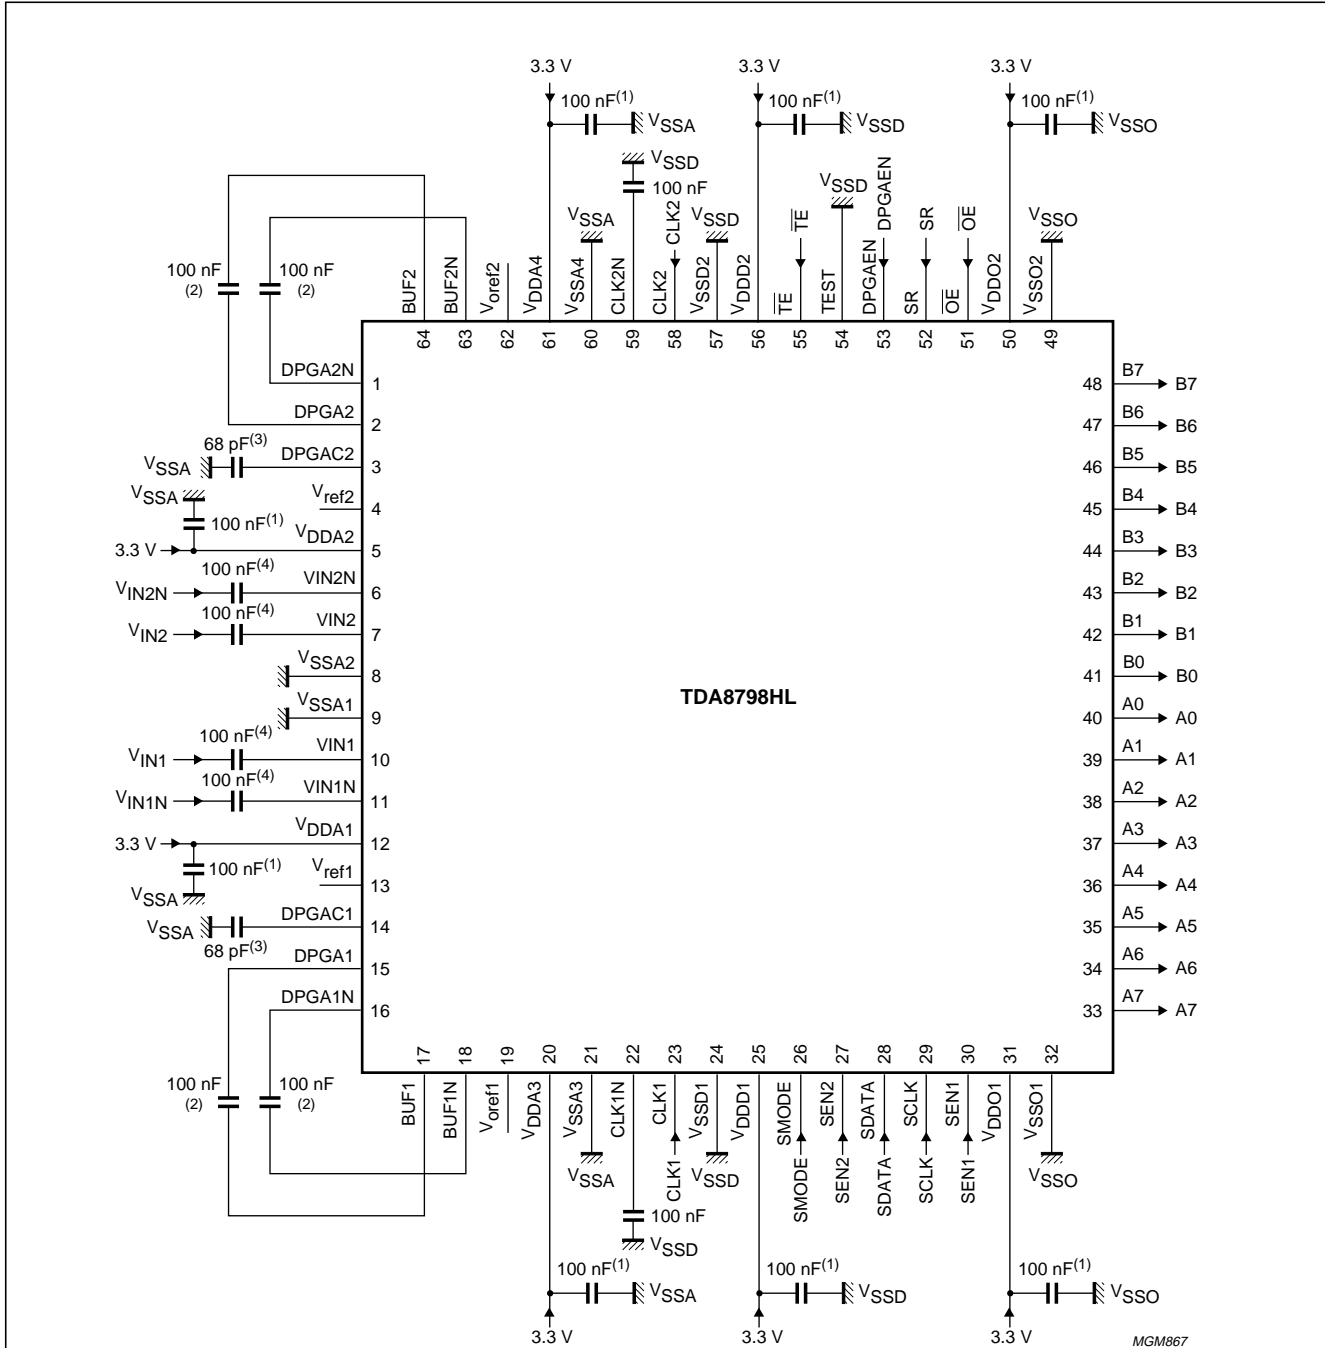 3.3 V 3.3 V 3.3 V
100 nF(1) VSSA 100 nF(1) VSSD 100 nF(1) VSSO
VSSD
100 nF
VSSA CLK2 VSSD TE VSSD DPGAEN SR OE VSSO
BUF2 BUF2N Voref2 VDDA4 VSSA4 CLK2N CLK2 VSSD2 VDDD2 TE TEST DPGAEN SR OE VDDO2 VSSO2
100 nF (2) 100 nF (2)
64 63 62 61 60 59 58 57 56 55 54 53 52 51 50 49
DPGA2N 1 48 B7 B7
DPGA2 2 47 B6 B6
VSSA 68 pF(3) DPGAC2 3 46 B5 B5
Vref2 4 45 B4 B4
VSSA 100 nF(1)
3.3 V VDDA2 5 44 B3 B3
VIN2N 100 nF(4) VIN2N 6 43 B2 B2
VIN2 100 nF(4) VIN2 7 42 B1 B1
VSSA2 8 41 B0 B0
TDA8798HL
VSSA1 9 40 A0 A0
VIN1 100 nF(4) VIN1 10 39 A1 A1
VIN1N 100 nF(4) VIN1N 11 38 A2 A2
3.3 V VDDA1 12 37 A3 A3
100 nF(1) VSSA
Vref1 13 36 A4 A4
VSSA 68 pF(3) DPGAC1 14 35 A5 A5
DPGA1 15 34 A6 A6
DPGA1N 16 33 A7 A7
17 18 19 20 21 22 23 24 25 26 27 28 29 30 31 32
100 nF (2) 100 nF (2)
BUF1 BUF1N Voref1 VDDA3 VSSA3 CLK1N CLK1 VSSD1 VDDD1 SMODE SEN2 SDATA SCLK SEN1 VDDO1 VSSO1
VSSA CLK1 VSSD SMODE SEN2 SDATA SCLK SEN1 VSSO
100 nF
VSSD
100 nF(1) VSSA 100 nF(1) VSSD 100 nF(1) VSSO
3.3 V 3.3 V 3.3 V
MGM867